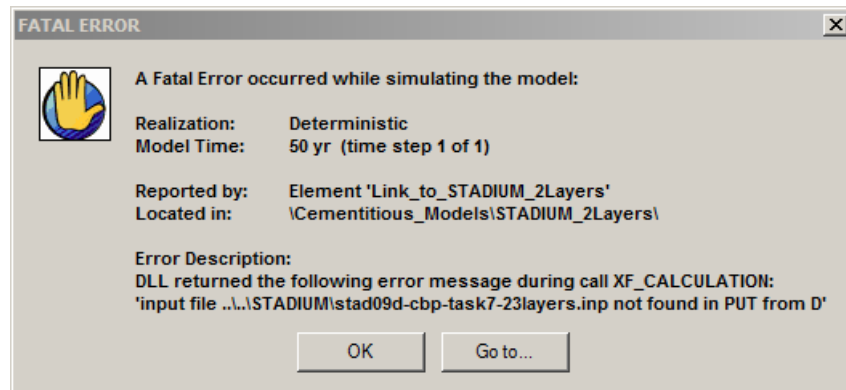 FATAL ERROR
A Fatal Error occurred while simulating the model:
Realization: Deterministic
Model Time: 50 yr (time step 1 of 1)
Reported by: Element 'Link_to_STADIUM_2Layers'
Located in: \Cementitious_Models\STADIUM_2Layers\
Error Description:
DLL returned the following error message during call XF_CALCULATION:
'input file ..\..\STADIUM\stad09d-cbp-task7-23layers.inp not found in PUT from D'
OK Go to...